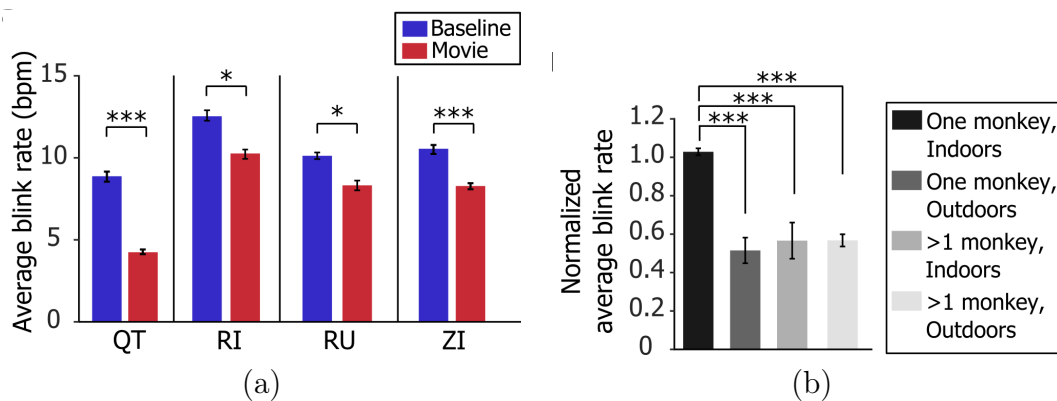 Baseline
Movie
Average blink rate (bpm)
15
10
5
0
***
*
*
***
QT RI RU ZI
(a)
Normalized
average blink rate
1.2
1.0
0.8
0.6
0.4
0.2
0
***
***
***
One monkey,
Indoors
One monkey,
Outdoors
>1 monkey,
Indoors
>1 monkey,
Outdoors
(b)